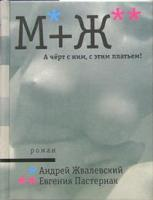 М*+Ж**
А чёрт с ним, с этим платьем!
роман
* Андрей Жвалевский
** Евгения Пастернак